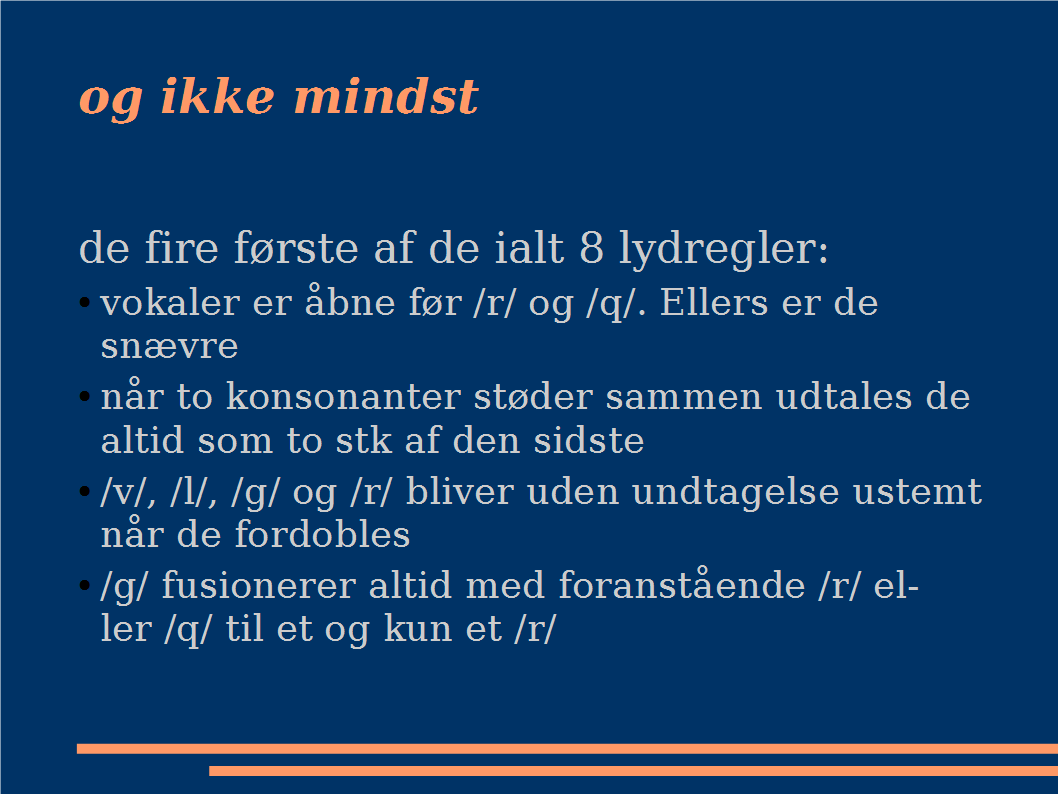 og ikke mindst
de fire første af de ialt 8 lydregler:
• vokaler er åbne før /r/ og /q/. Ellers er de
snævre
• når to konsonanter støder sammen udtales de
altid som to stk af den sidste
• /v/, /l/, /g/ og /r/ bliver uden undtagelse ustemt
når de fordobles
• /g/ fusionerer altid med foranstående /r/ el-
ler /q/ til et og kun et /r/